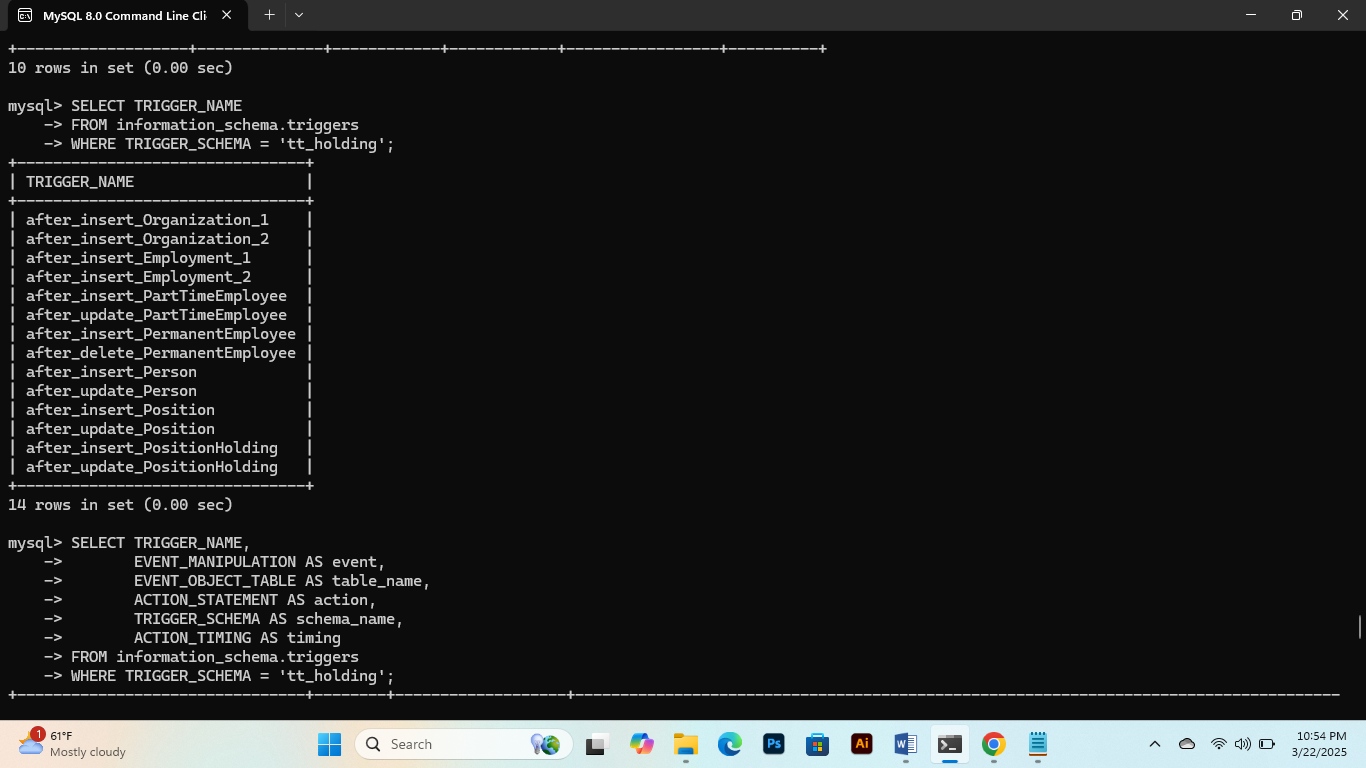 MySQL 8.0 Command Line Cli
+-------------------+--------------+------------+------------+-----------------+----------+
10 rows in set (0.00 sec)
mysql> SELECT TRIGGER_NAME
    -> FROM information_schema.triggers
    -> WHERE TRIGGER_SCHEMA = 'tt_holding';
+--------------------------------+
| TRIGGER_NAME                   |
+--------------------------------+
| after_insert_Organization_1    |
| after_insert_Organization_2    |
| after_insert_Employment_1      |
| after_insert_Employment_2      |
| after_insert_PartTimeEmployee  |
| after_update_PartTimeEmployee  |
| after_insert_PermanentEmployee |
| after_delete_PermanentEmployee |
| after_insert_Person            |
| after_update_Person            |
| after_insert_Position          |
| after_update_Position          |
| after_insert_PositionHolding   |
| after_update_PositionHolding   |
+--------------------------------+
14 rows in set (0.00 sec)
mysql> SELECT TRIGGER_NAME,
    ->        EVENT_MANIPULATION AS event,
    ->        EVENT_OBJECT_TABLE AS table_name,
    ->        ACTION_STATEMENT AS action,
    ->        TRIGGER_SCHEMA AS schema_name,
    ->        ACTION_TIMING AS timing
    -> FROM information_schema.triggers
    -> WHERE TRIGGER_SCHEMA = 'tt_holding';
+--------------------------------+--------+-------------------+-------------------------------------------------------------------------------------
1
61°F
Mostly cloudy
Search
Ps
Ai
W
10:54 PM
3/22/2025